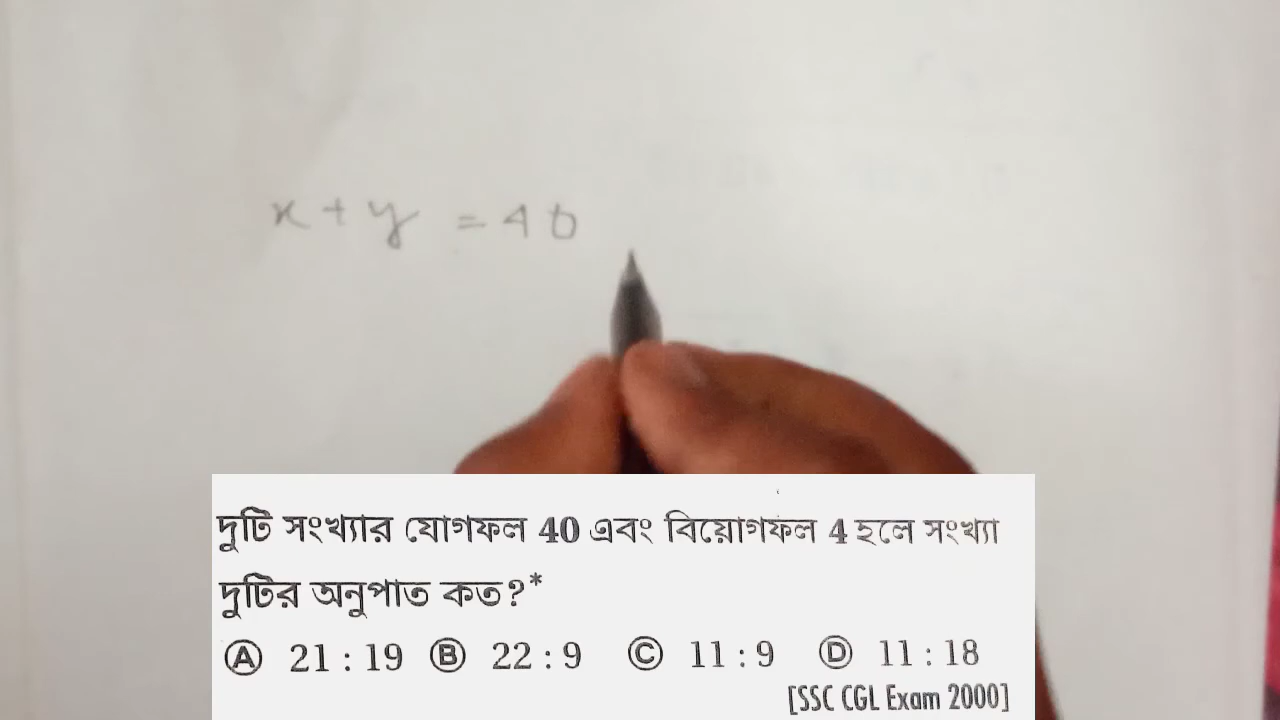 x + y = 40
দুটি সংখ্যার যোগফল 40 এবং বিয়োগফল 4 হলে সংখ্যা
দুটির অনুপাত কত?*
Ⓐ 21 : 19 Ⓑ 22 : 9 Ⓒ 11 : 9 Ⓓ 11 : 18
[SSC CGL Exam 2000]